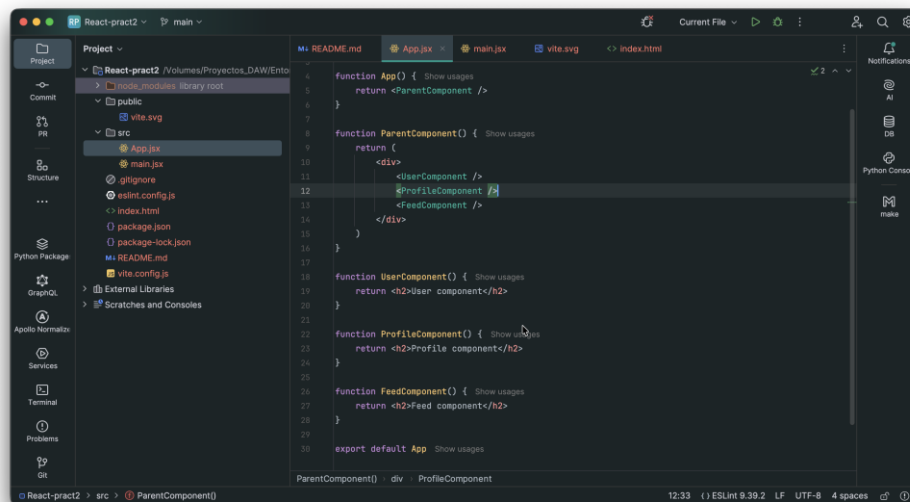 RP React-pract2
main
Current File
Project
Commit
PR
Structure
Python Package
GraphQL
Apollo Normaliz
Services
Terminal
Problems
Git
Project
React-pract2 /Volumes/Proyectos_DAW/Ento
node_modules library root
public
vite.svg
src
App.jsx
main.jsx
.gitignore
eslint.config.js
index.html
package.json
package-lock.json
README.md
vite.config.js
External Libraries
Scratches and Consoles
README.md
App.jsx
main.jsx
vite.svg
index.html
2
4 function App() { Show usages
5 return <ParentComponent />
6 }
7
8 function ParentComponent() { Show usages
9 return (
10 <div>
11 <UserComponent />
12 <ProfileComponent />
13 <FeedComponent />
14 </div>
15 )
16 }
17
18 function UserComponent() { Show usages
19 return <h2>User component</h2>
20 }
21
22 function ProfileComponent() { Show usages
23 return <h2>Profile component</h2>
24 }
25
26 function FeedComponent() { Show usages
27 return <h2>Feed component</h2>
28 }
29
30 export default App Show usages
ParentComponent() div ProfileComponent
Notifications
AI
DB
Python Conso
make
React-pract2 > src > ParentComponent()
12:33 ESLint 9.39.2 LF UTF-8 4 spaces